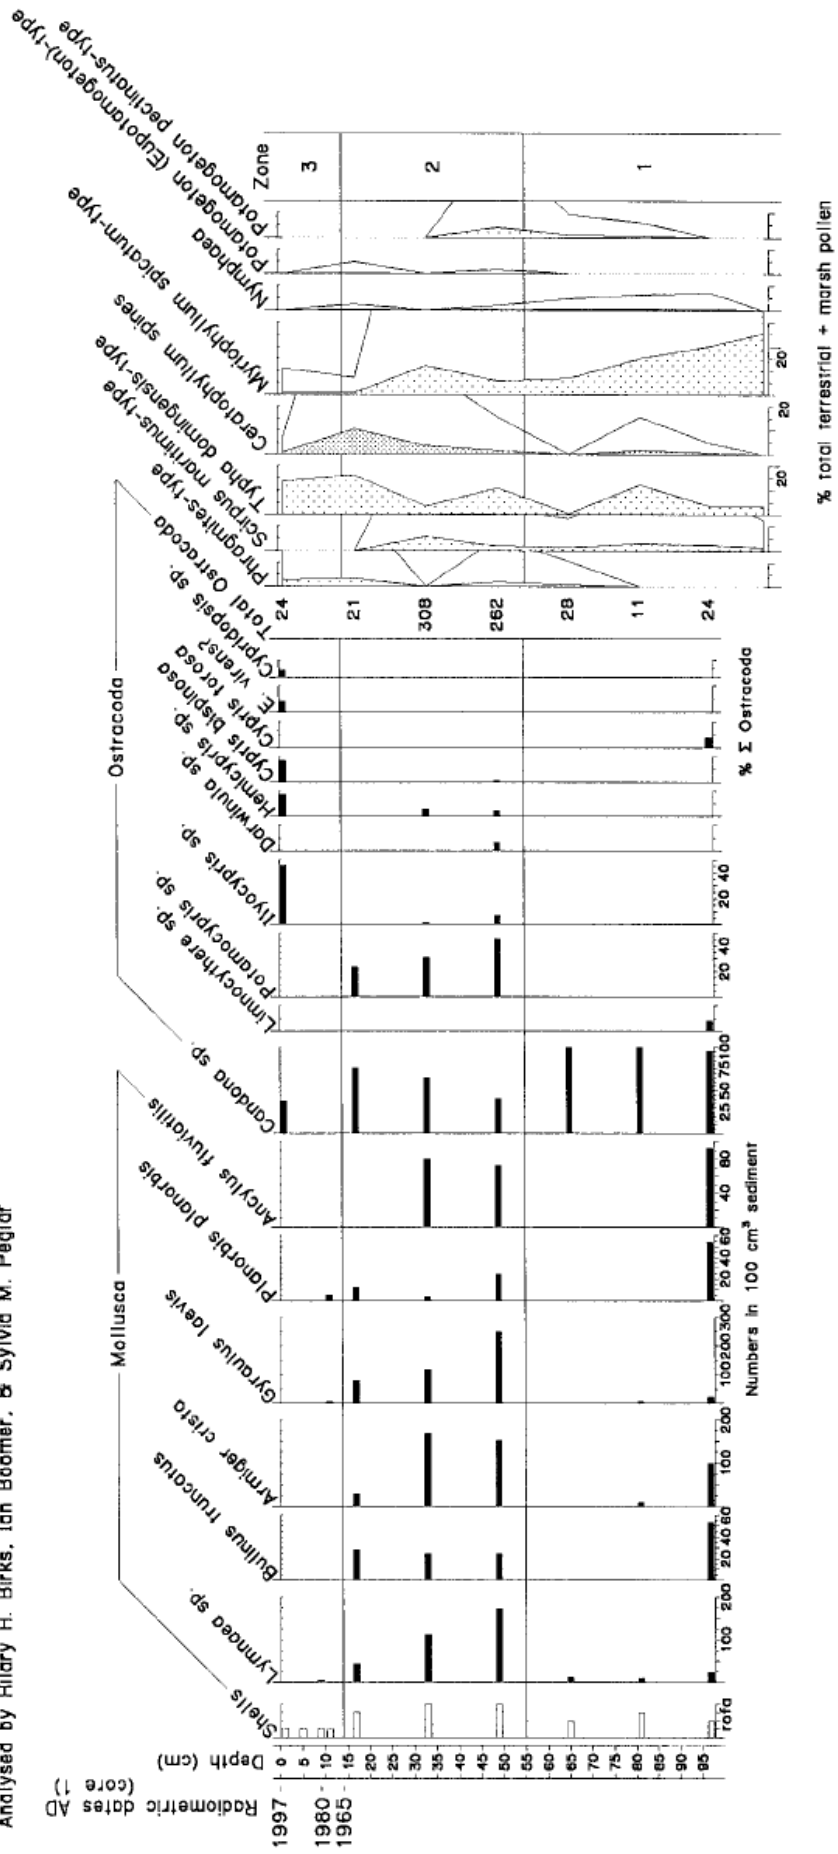 Analysed by Hilary H. Birks, Ian Boomer, & Sylvia M. Peglar
Radiometric dates AD
(core 1)
Depth (cm)
Mollusca
Ostracoda
Shells
Lymnaea sp.
Bulinus truncatus
Armiger crista
Gyraulus laevis
Planorbis planorbis
Ancylus fluviatilis
Candona sp.
Limnocythere sp.
Potamocypris sp.
Ilyocypris sp.
Darwinula sp.
Hemicypris sp.
Cypris bispinosa
Cypris torosa
E. virens?
Cypridopsis sp.
Total Ostracoda
Phragmites-type
Scirpus maritimus-type
Typha domingensis-type
Ceratophyllum spines
Myriophyllum spicatum-type
Nymphaea
Potamogeton (Eupotamogeton)-type
Potamogeton pectinatus-type
Zone
1997
1980
1965
0
5
10
15
20
25
30
35
40
45
50
55
60
65
70
75
80
85
90
95
24
21
308
262
28
11
24
3
2
1
rofa
100 200
20 40 60
100 200
100 200 300
20 40 60
40 80
25 50 75 100
20 40
20 40
20
20
20
Numbers in 100 cm³ sediment
% Σ Ostracoda
% total terrestrial + marsh pollen